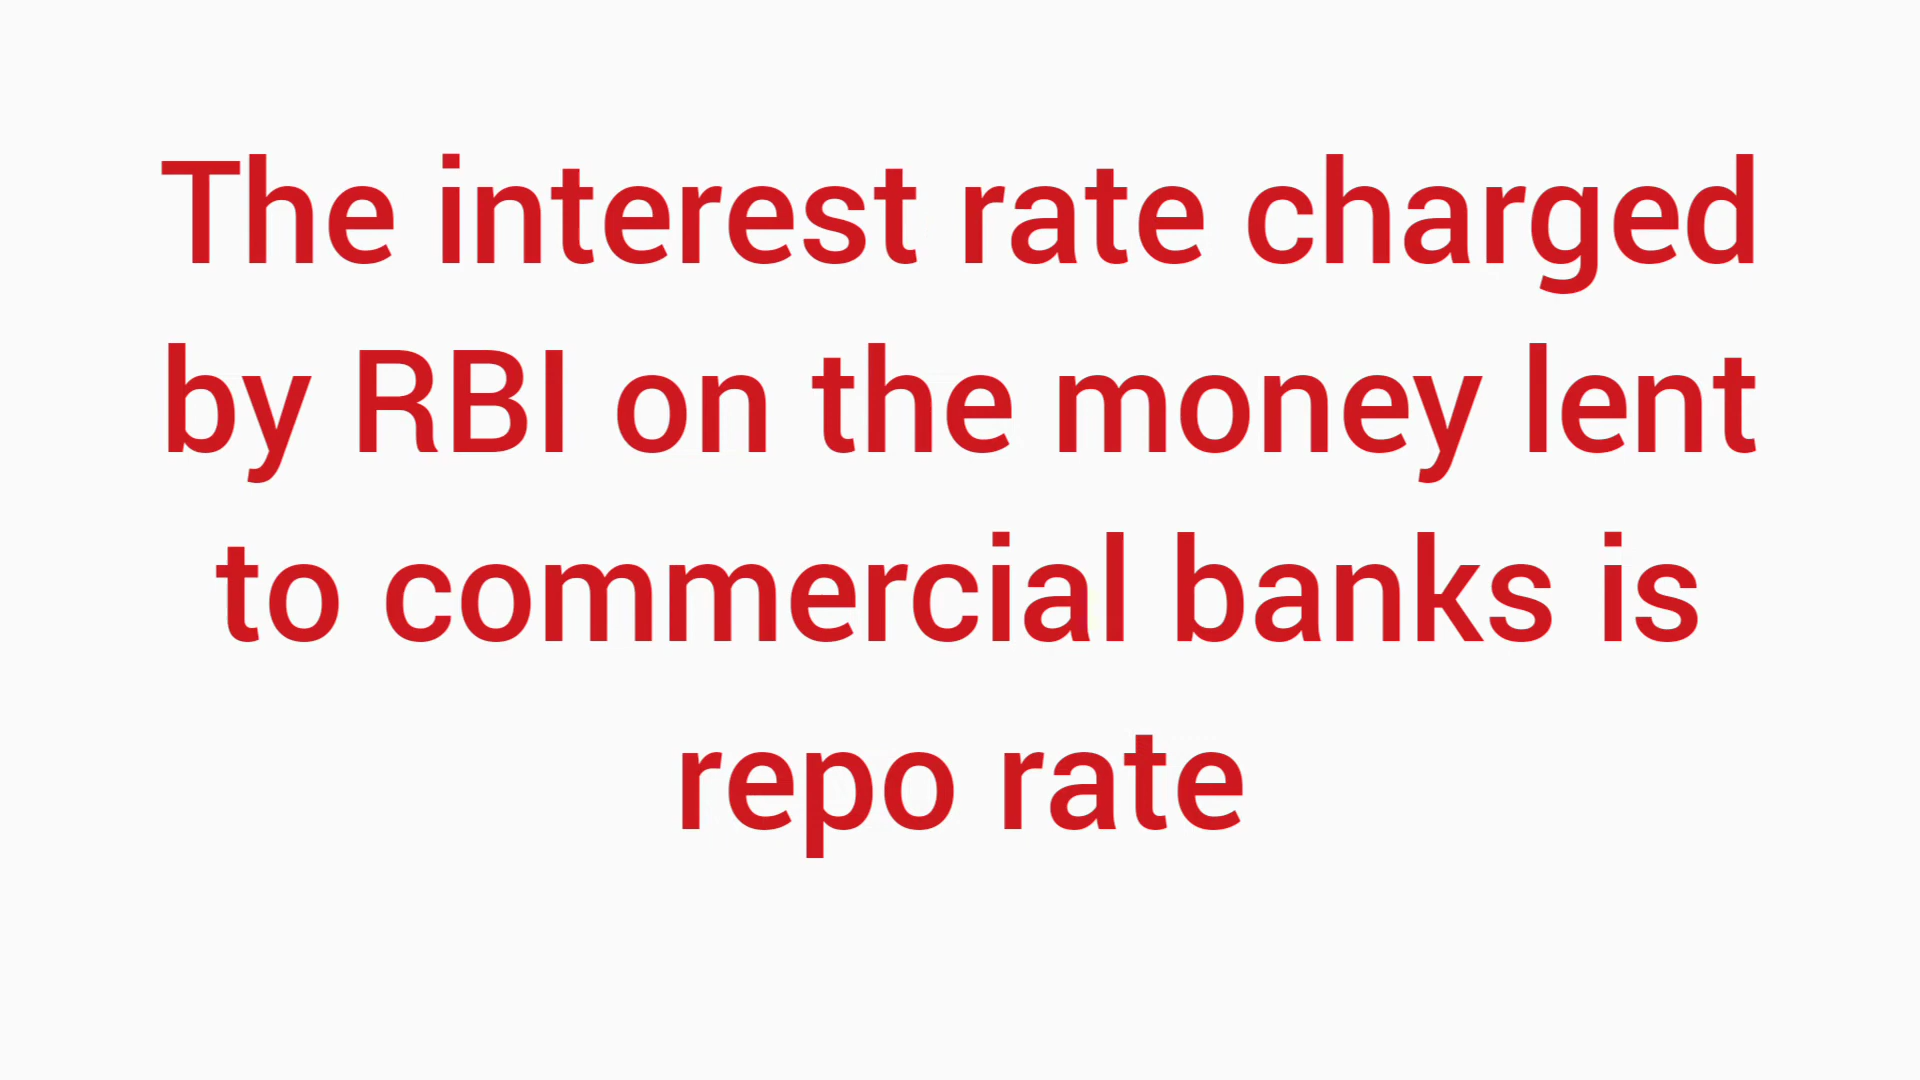 The interest rate charged
by RBI on the money lent
to commercial banks is
repo rate